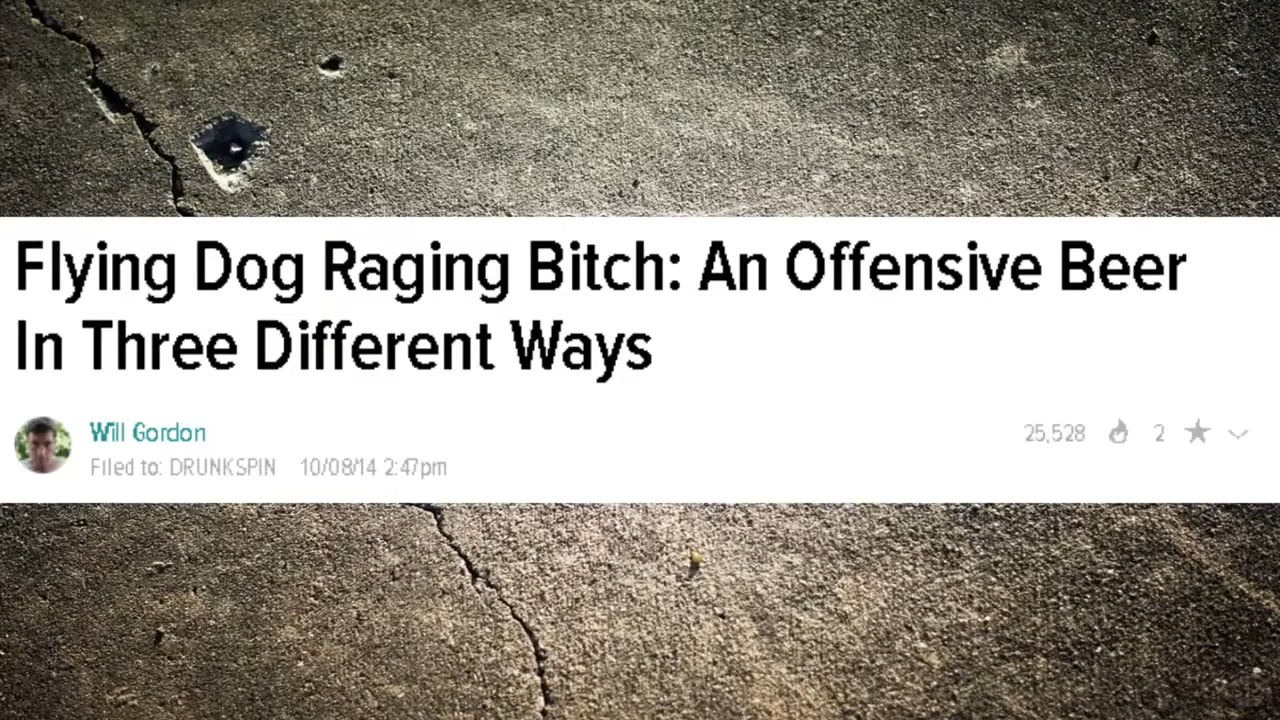 Flying Dog Raging Bitch: An Offensive Beer
In Three Different Ways
Will Gordon
25,528 2
Filed to: DRUNKSPIN 10/08/14 2:47pm